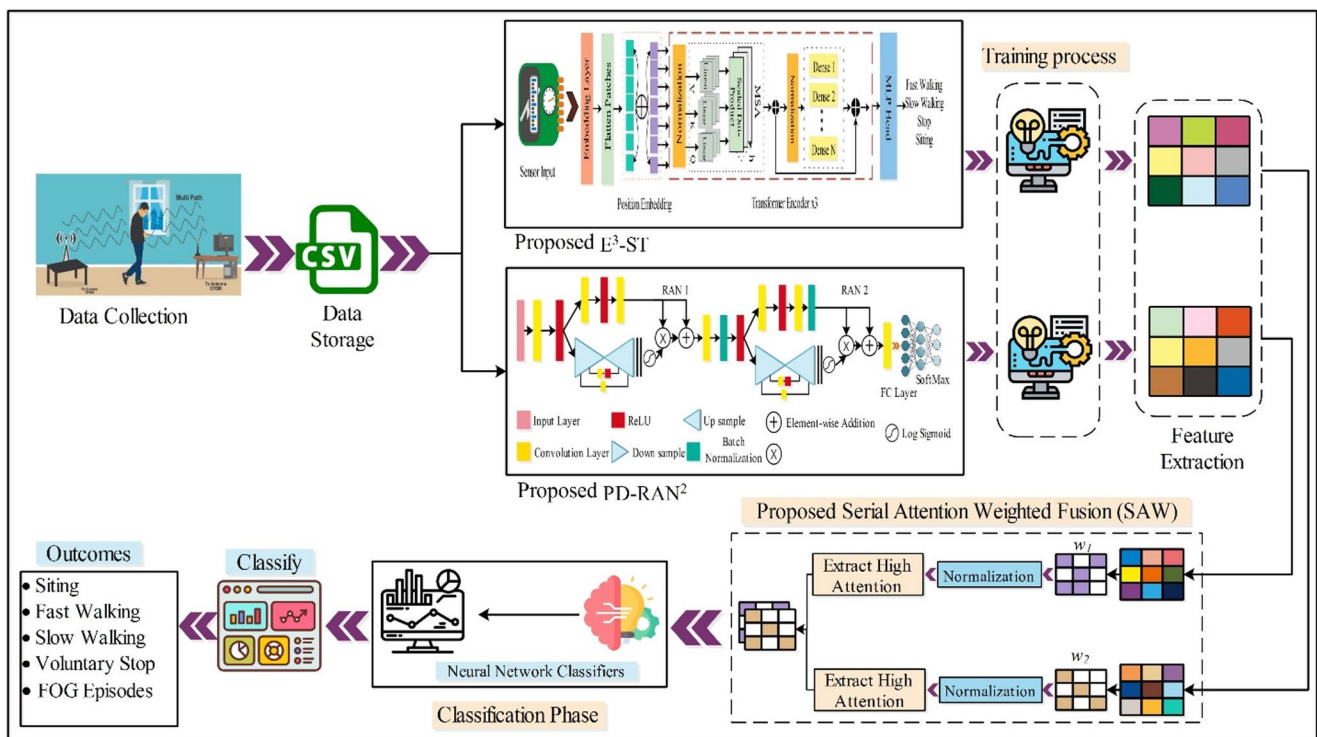 Multi Path
Data Collection
CSV
Data
Storage
Sensor Input
Embedding Layer
Flatten Patches
Position Embedding
Normalization
Linear
Linear
Linear
V
K
Q
MSA
h
Normalization
Dense 1
Dense 2
Dense N
Transformer Encoder x3
MLP Head
Fast Walking
Slow Walking
Stop
Siting
Proposed E³-ST
RAN 1
RAN 2
FC Layer
SoftMax
Input Layer
ReLU
Up sample
Element-wise Addition
Log Sigmoid
Convolution Layer
Down sample
Batch
Normalization
Proposed PD-RAN²
Training process
Feature
Extraction
Proposed Serial Attention Weighted Fusion (SAW)
w1
Normalization
Extract High
Attention
w2
Normalization
Extract High
Attention
Neural Network Classifiers
Classification Phase
Classify
Outcomes
• Siting
• Fast Walking
• Slow Walking
• Voluntary Stop
• FOG Episodes